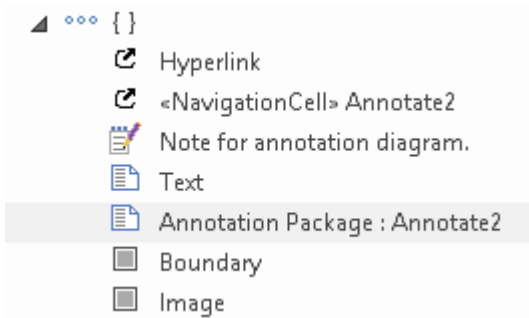 { }
Hyperlink
«NavigationCell» Annotate2
Note for annotation diagram.
Text
Annotation Package : Annotate2
Boundary
Image